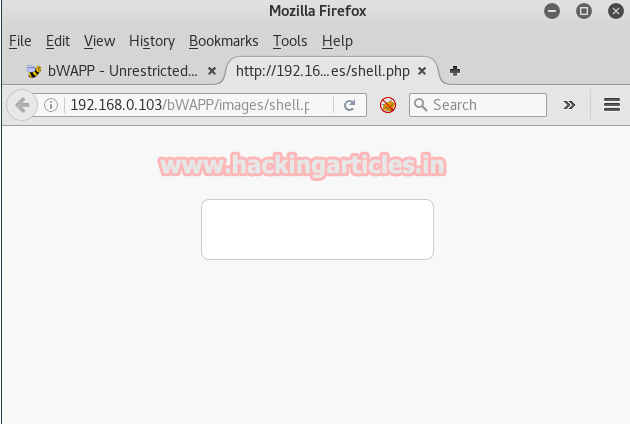 Mozilla Firefox
File Edit View History Bookmarks Tools Help
bWAPP - Unrestricted... http://192.16...es/shell.php
192.168.0.103/bWAPP/images/shell.p Search
www.hackingarticles.in